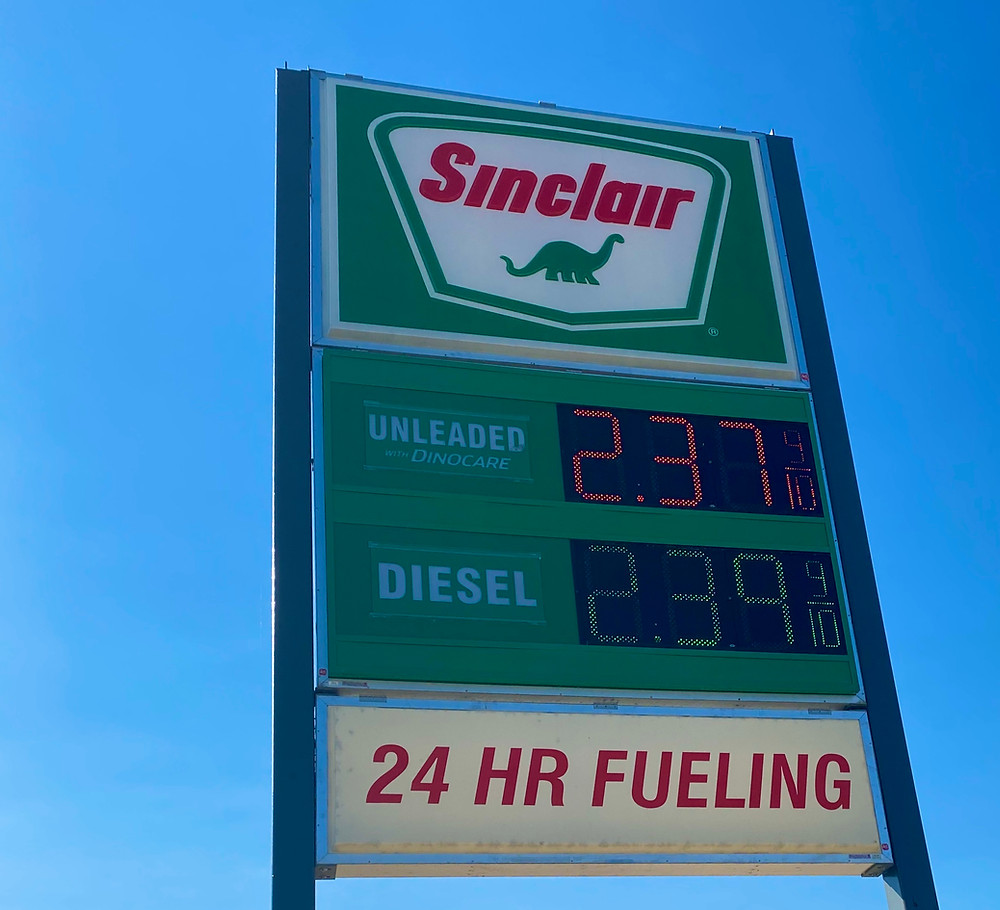 Sinclair
®
UNLEADED 2.37 9/10
WITH DINOCARE
DIESEL 2.39 9/10
24 HR FUELING